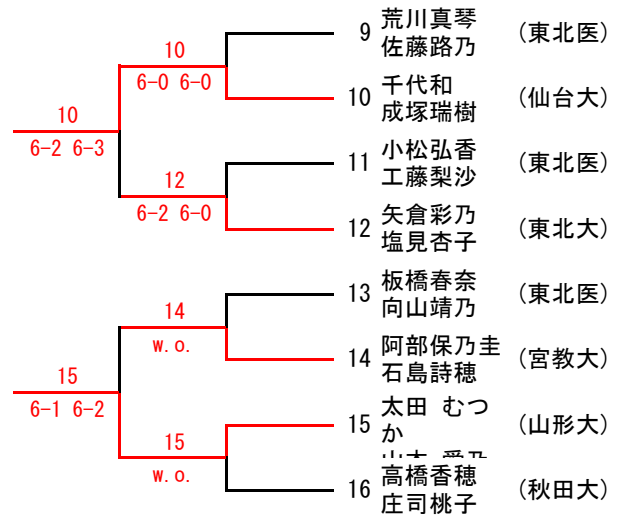 9 荒川真琴 (東北医)
佐藤路乃
10
6-0 6-0
10 千代和 (仙台大)
成塚瑞樹
10
6-2 6-3
11 小松弘香 (東北医)
工藤梨沙
12
6-2 6-0
12 矢倉彩乃 (東北大)
塩見杏子
13 板橋春奈 (東北医)
向山靖乃
14
w.o.
14 阿部保乃圭 (宮教大)
石島詩穂
15
6-1 6-2
15 太田 むつ (山形大)
か
15
w.o.
16 高橋香穂 (秋田大)
庄司桃子